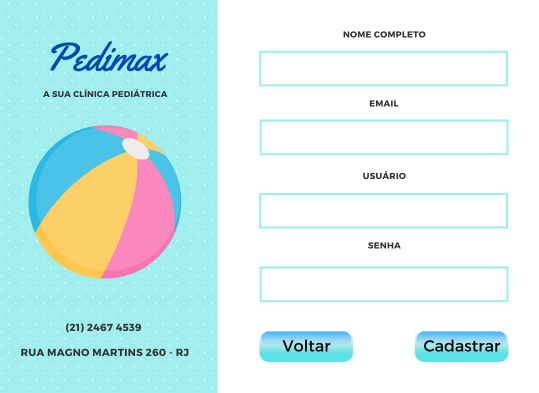 Pedimax
A SUA CLÍNICA PEDIÁTRICA
(21) 2467 4539
RUA MAGNO MARTINS 260 - RJ
NOME COMPLETO
EMAIL
USUÁRIO
SENHA
Voltar
Cadastrar